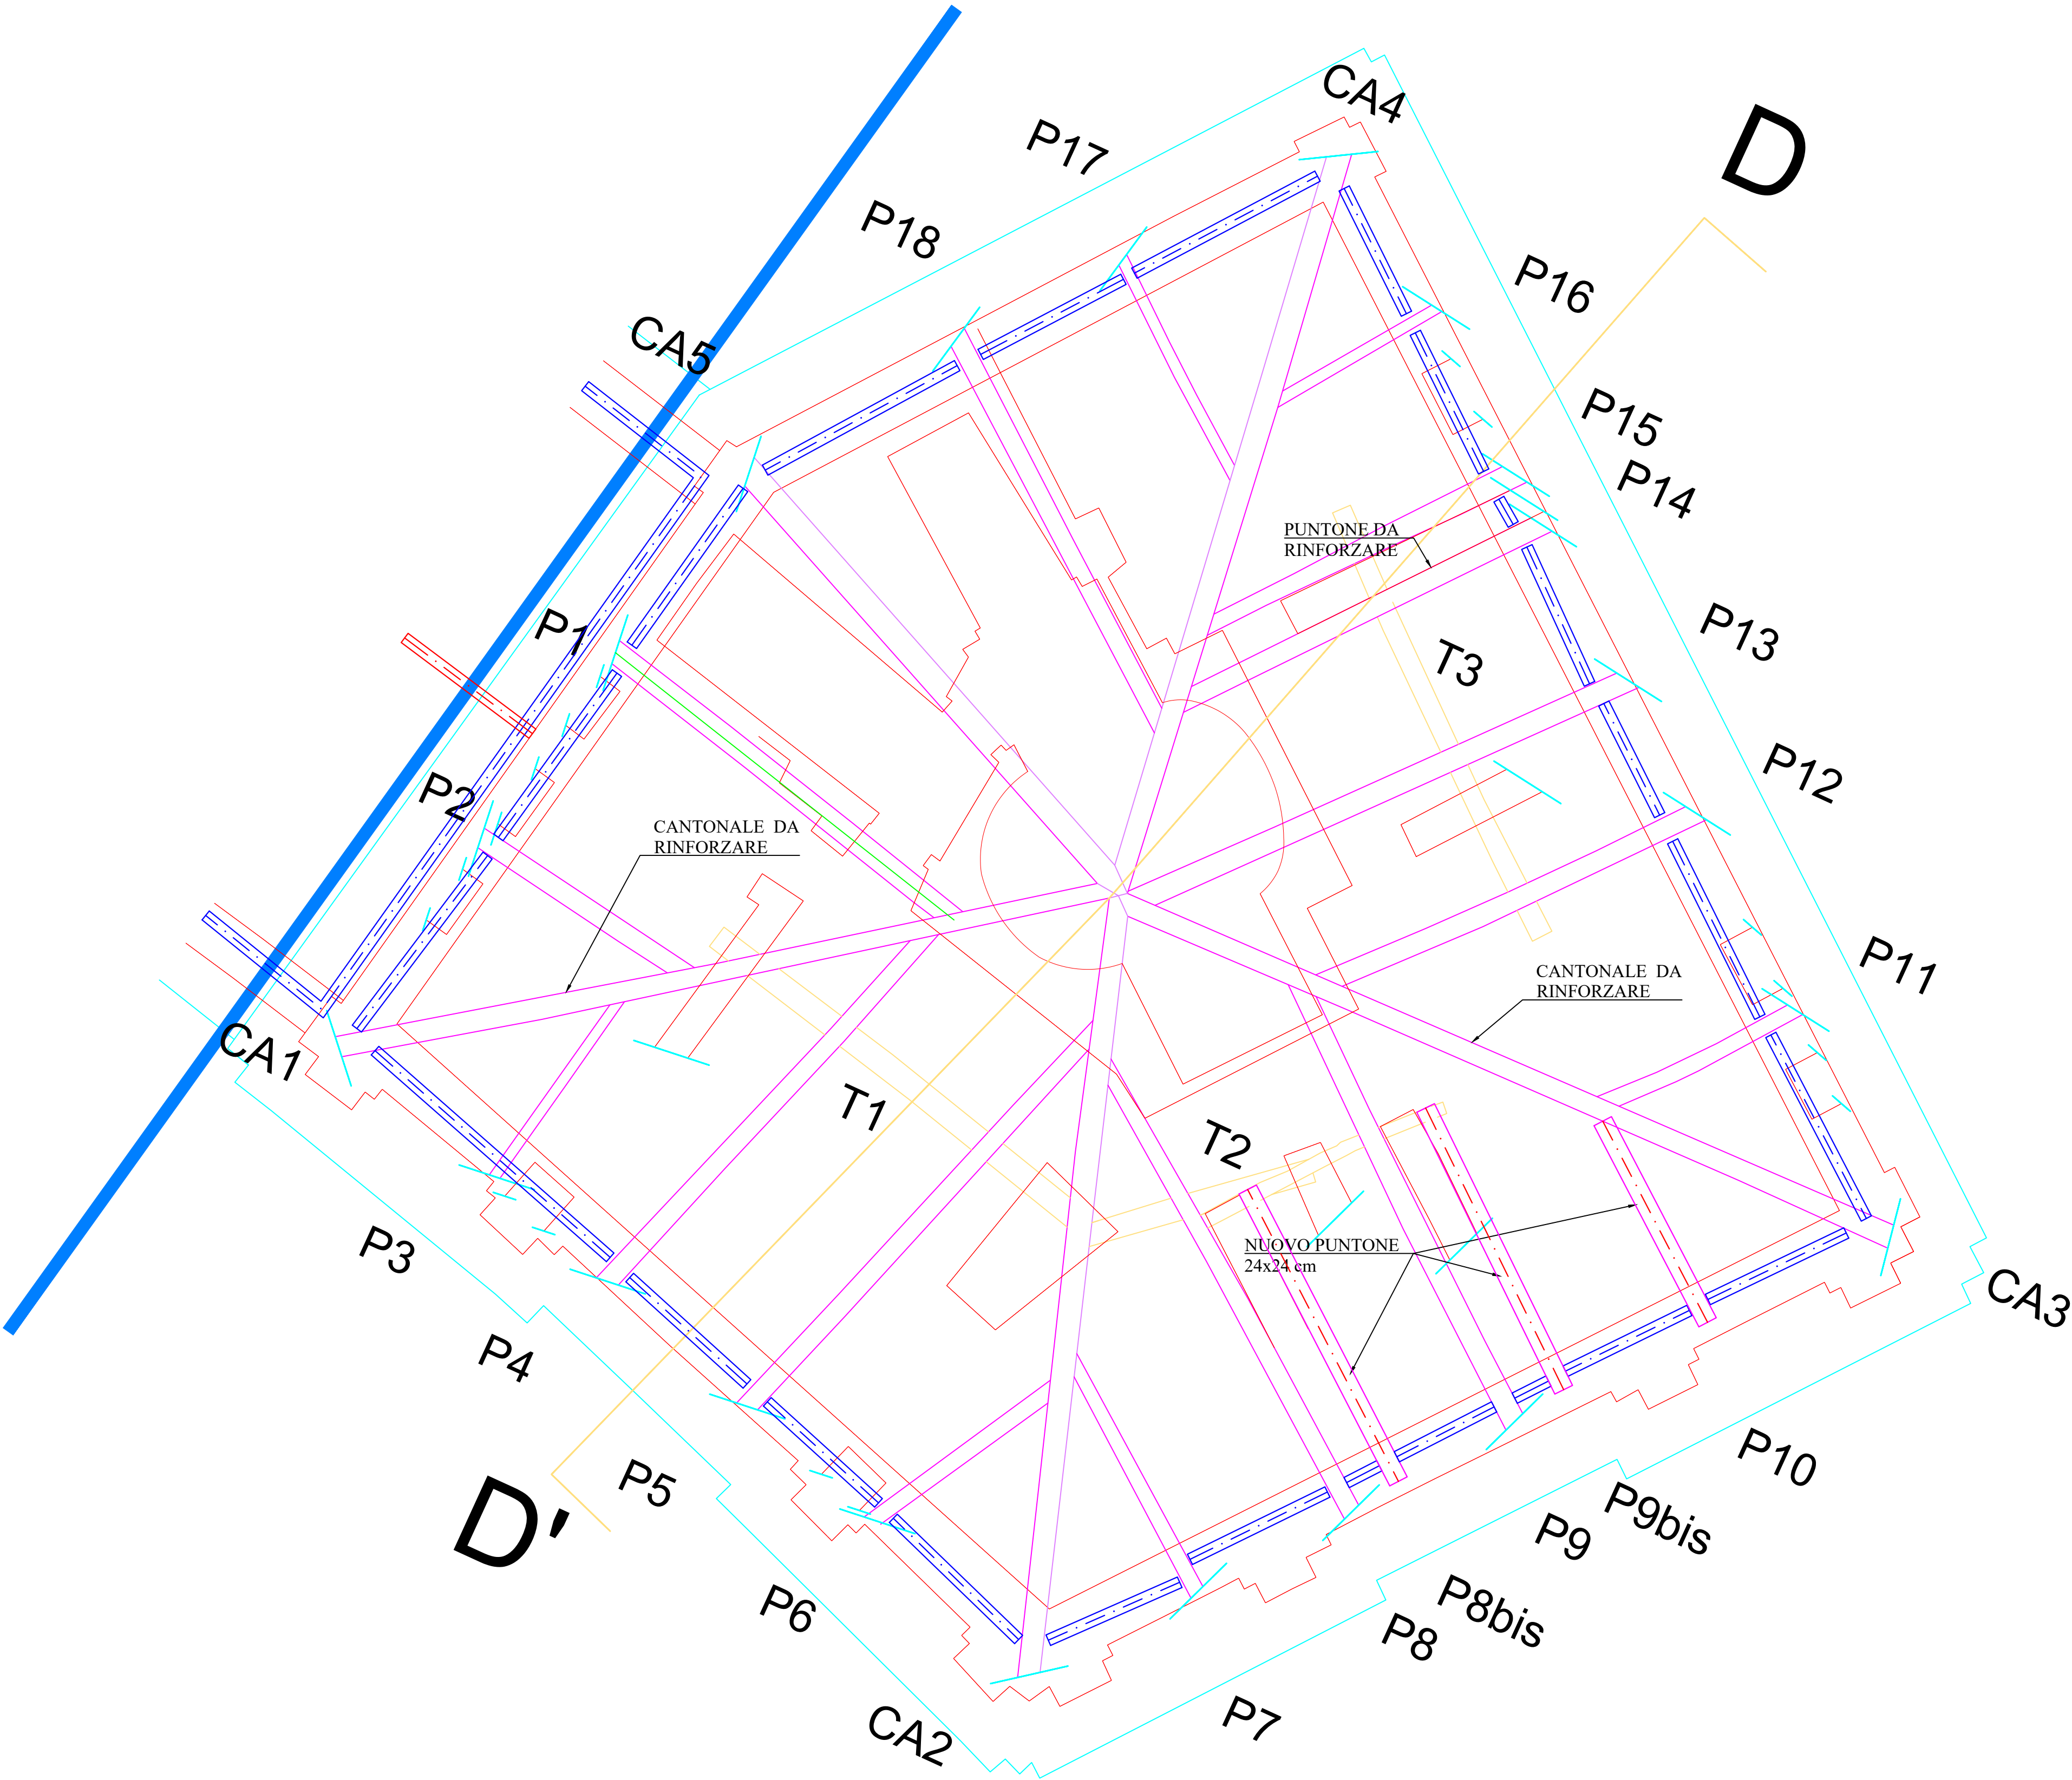 CA4
D
P17
P18
P16
CA5
P15
P14
PUNTONE DA
RINFORZARE
P1
P13
T3
P2
P12
CANTONALE DA
RINFORZARE
P11
CANTONALE DA
RINFORZARE
CA1
T1
T2
P3
NUOVO PUNTONE
24x24 cm
CA3
P4
P10
P5
P9bis
P9
D'
P8bis
P6
P8
P7
CA2